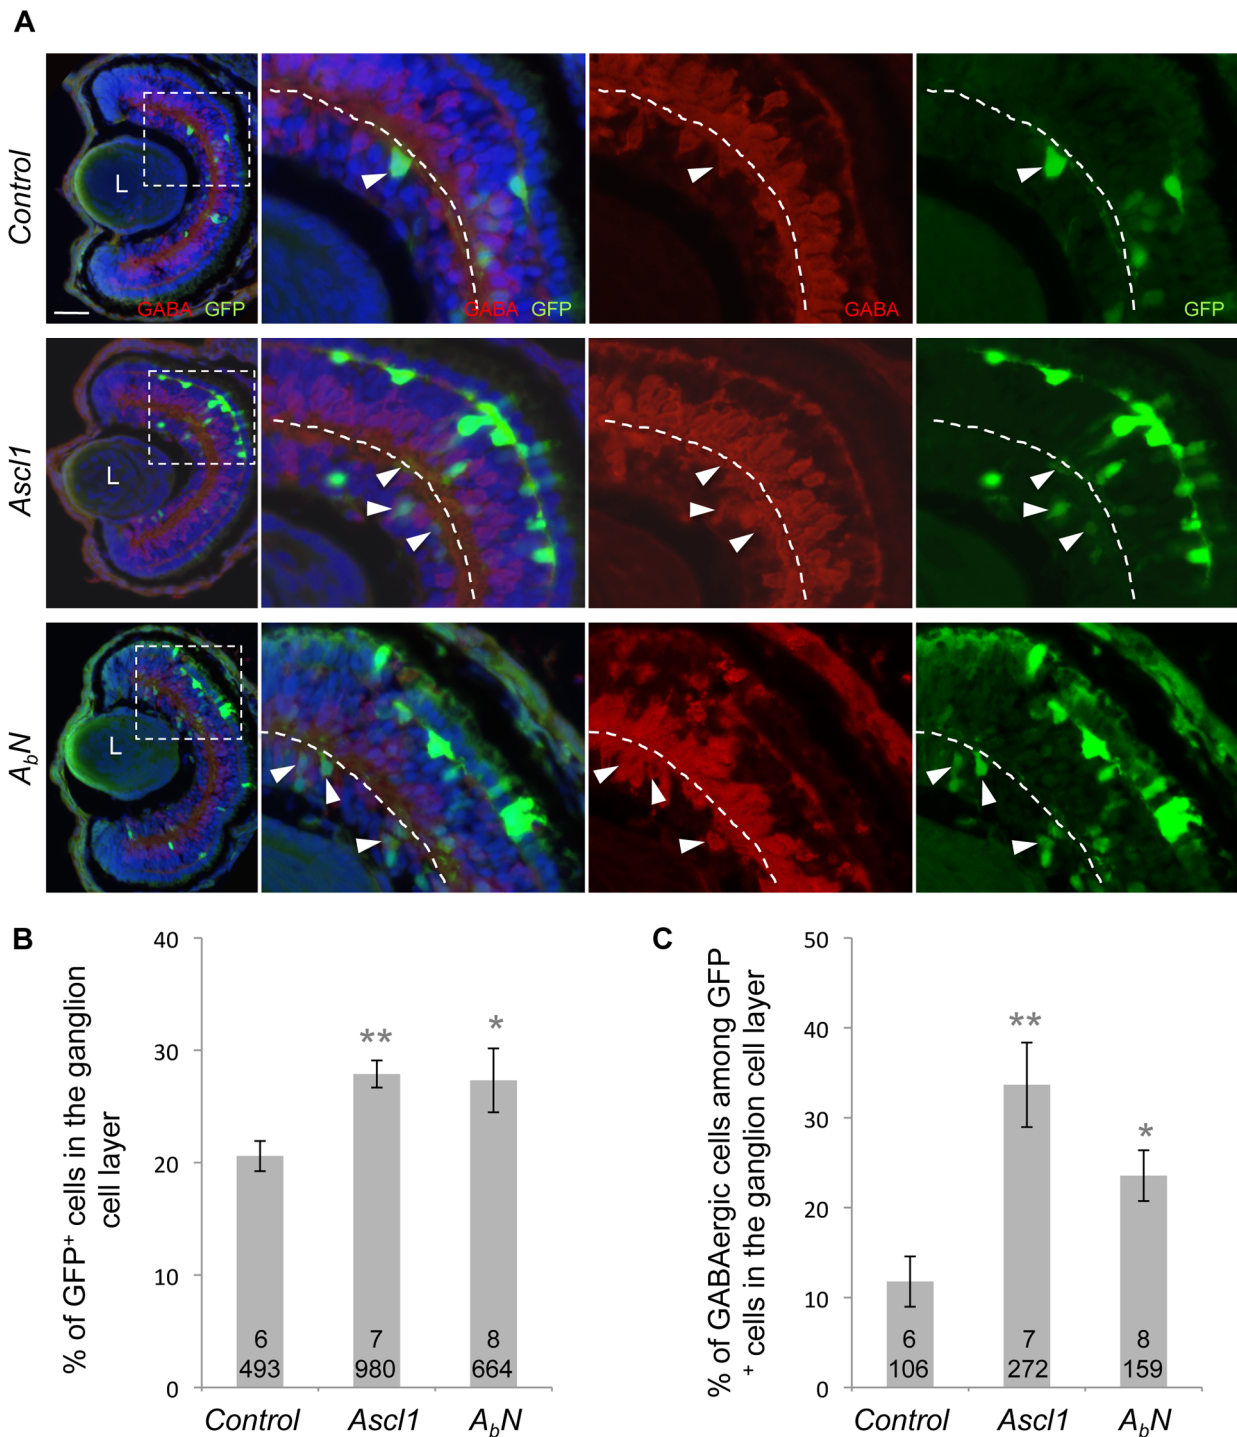 A
Control
L
GABA GFP
GABA GFP
GABA
GFP
Ascl1
L
AbN
L
B
% of GFP+ cells in the ganglion
cell layer
40
30
20
10
0
**
*
6
493
7
980
8
664
Control
Ascl1
AbN
C
% of GABAergic cells among GFP
+ cells in the ganglion cell layer
50
40
30
20
10
0
**
*
6
106
7
272
8
159
Control
Ascl1
AbN